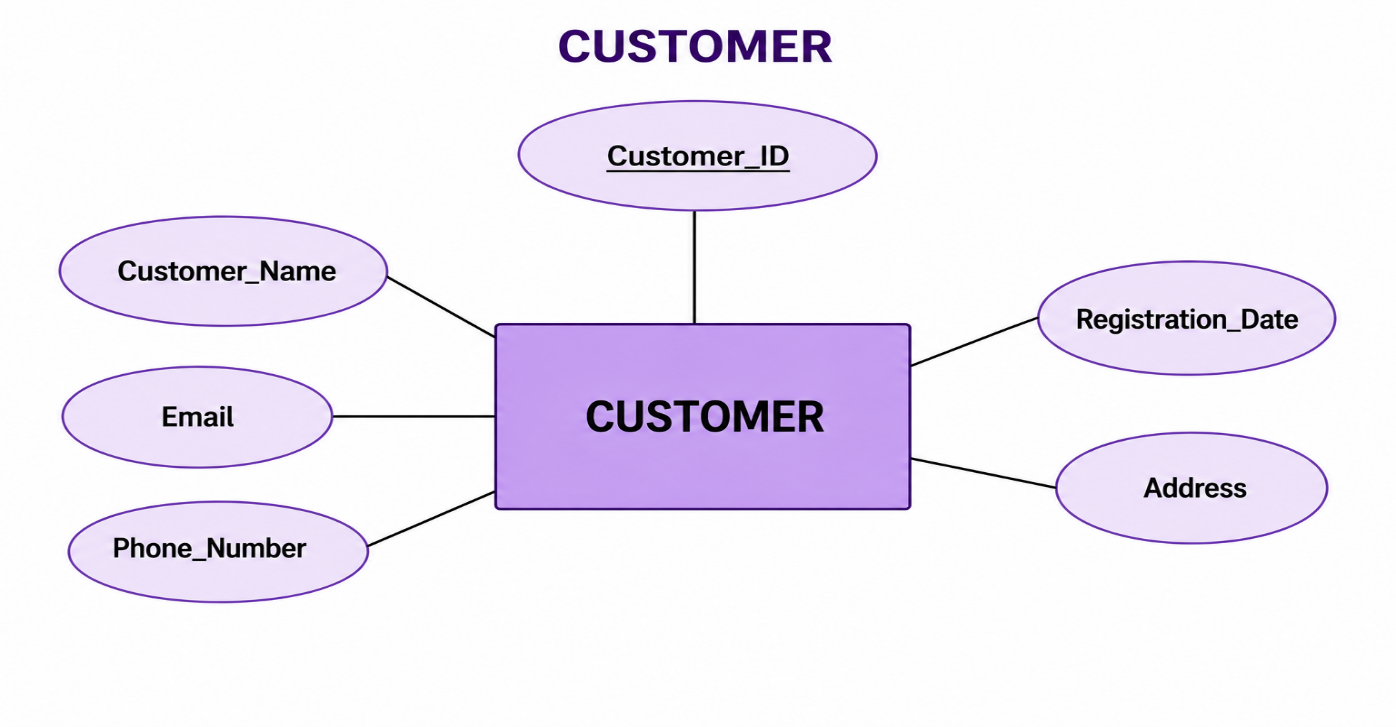 CUSTOMER
Customer_ID
Customer_Name
Registration_Date
CUSTOMER
Email
Address
Phone_Number